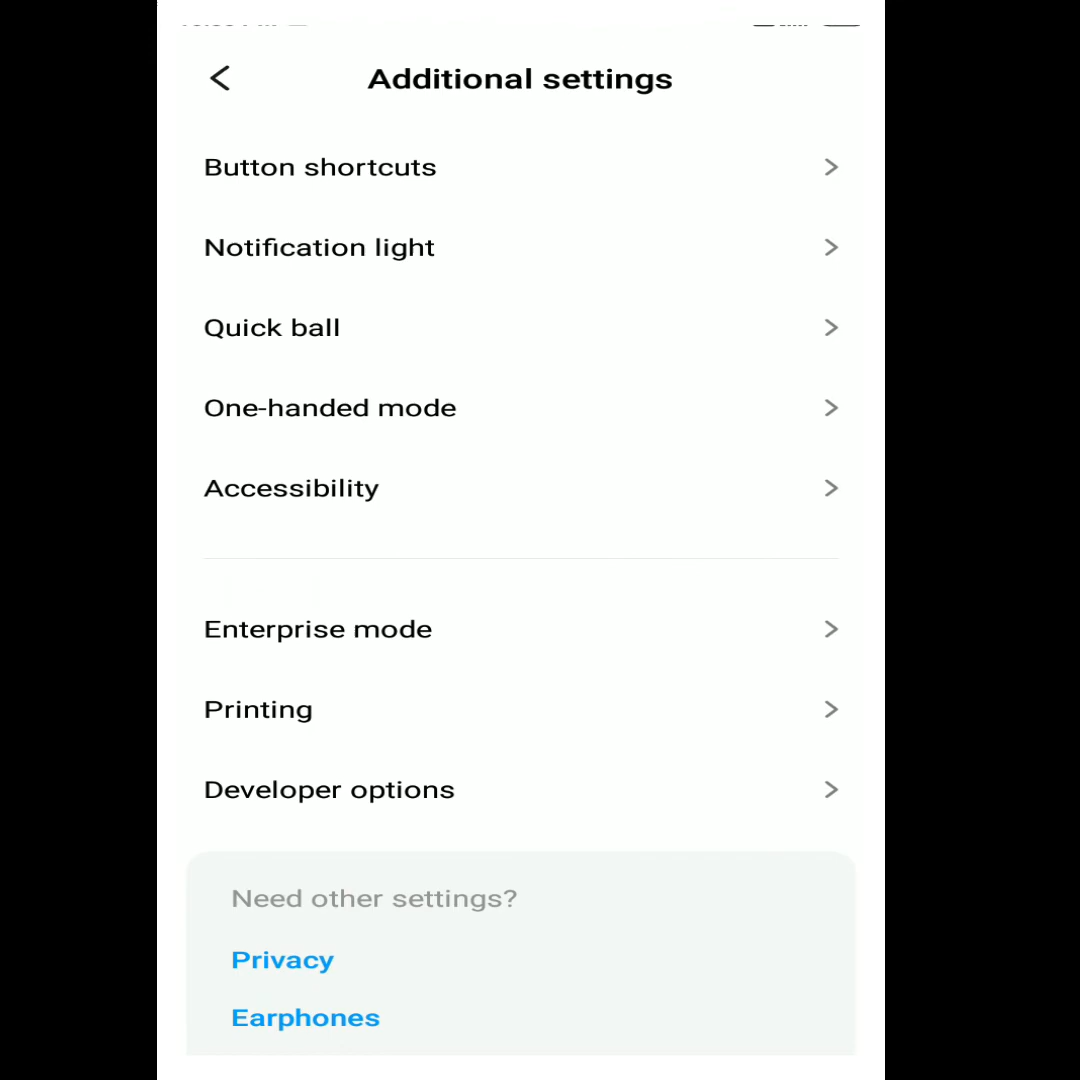 Additional settings
Button shortcuts
Notification light
Quick ball
One-handed mode
Accessibility
Enterprise mode
Printing
Developer options
Need other settings?
Privacy
Earphones